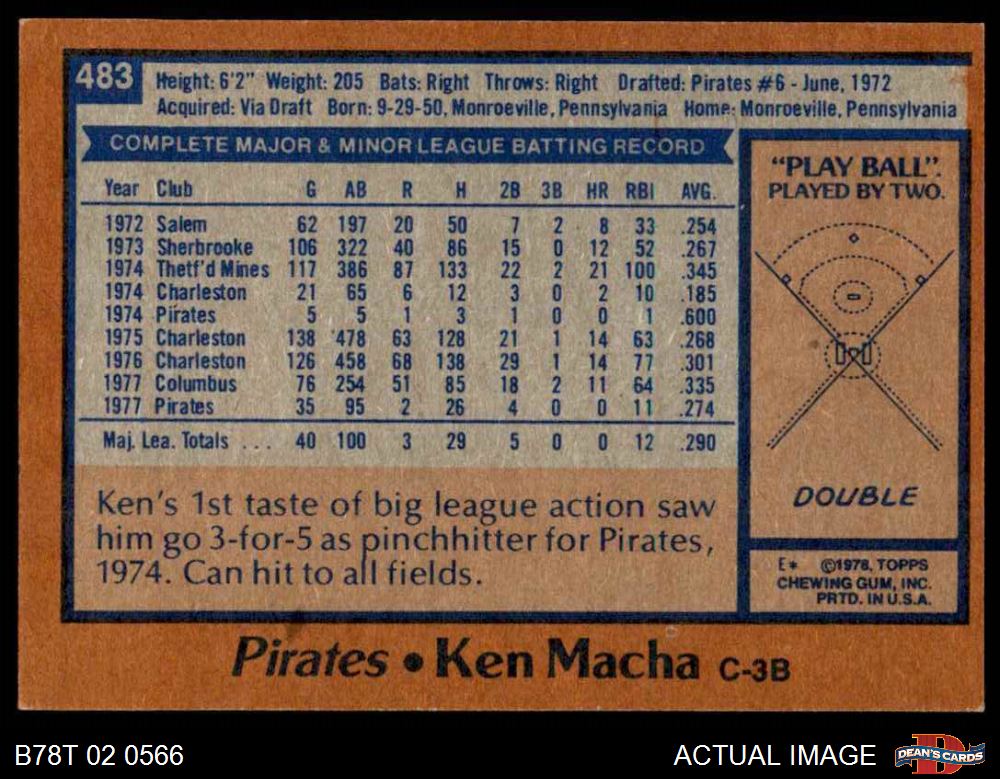 483
Height: 6'2" Weight: 205 Bats: Right Throws: Right Drafted: Pirates #6 - June, 1972
Acquired: Via Draft Born: 9-29-50, Monroeville, Pennsylvania Home: Monroeville, Pennsylvania
COMPLETE MAJOR & MINOR LEAGUE BATTING RECORD
Year Club G AB R H 2B 3B HR RBI AVG.
1972 Salem 62 197 20 50 7 2 8 33 .254
1973 Sherbrooke 106 322 40 86 15 0 12 52 .267
1974 Thetf'd Mines 117 386 87 133 22 2 21 100 .345
1974 Charleston 21 65 6 12 3 0 2 10 .185
1974 Pirates 5 5 1 3 1 0 0 1 .600
1975 Charleston 138 478 63 128 21 1 14 63 .268
1976 Charleston 126 458 68 138 29 1 14 77 .301
1977 Columbus 76 254 51 85 18 2 11 64 .335
1977 Pirates 35 95 2 26 4 0 0 11 .274
Maj. Lea. Totals ... 40 100 3 29 5 0 0 12 .290
Ken's 1st taste of big league action saw
him go 3-for-5 as pinchhitter for Pirates,
1974. Can hit to all fields.
"PLAY BALL".
PLAYED BY TWO.
DOUBLE
E* ©1978, TOPPS
CHEWING GUM, INC.
PRTD. IN U.S.A.
Pirates • Ken Macha C-3B
B78T 02 0566
ACTUAL IMAGE
DEAN'S CARDS